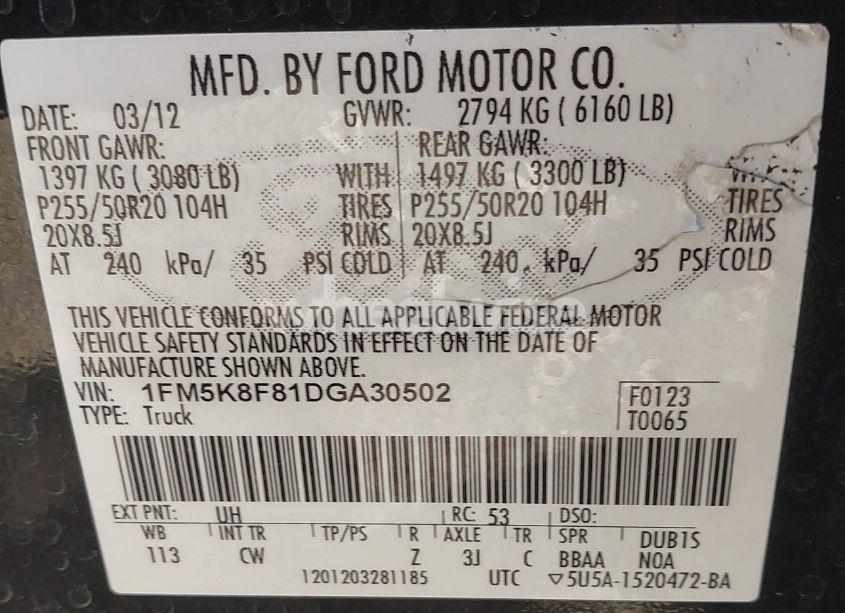 MFD. BY FORD MOTOR CO.
DATE: 03/12 GVWR: 2794 KG ( 6160 LB)
FRONT GAWR: REAR GAWR:
1397 KG ( 3080 LB) WITH 1497 KG ( 3300 LB)
P255/50R20 104H TIRES P255/50R20 104H TIRES
20X8.5J RIMS 20X8.5J RIMS
AT 240 kPa/ 35 PSI COLD AT 240 kPa/ 35 PSI COLD
THIS VEHICLE CONFORMS TO ALL APPLICABLE FEDERAL MOTOR
VEHICLE SAFETY STANDARDS IN EFFECT ON THE DATE OF
MANUFACTURE SHOWN ABOVE.
VIN: 1FM5K8F81DGA30502 F0123
TYPE: Truck T0065
EXT PNT: UH RC: 53 DSO:
WB INT TR TP/PS R AXLE TR SPR DUB1S
113 CW Z 3J C BBAA NOA
1201203281185 UTC ▽5U5A-1520472-BA